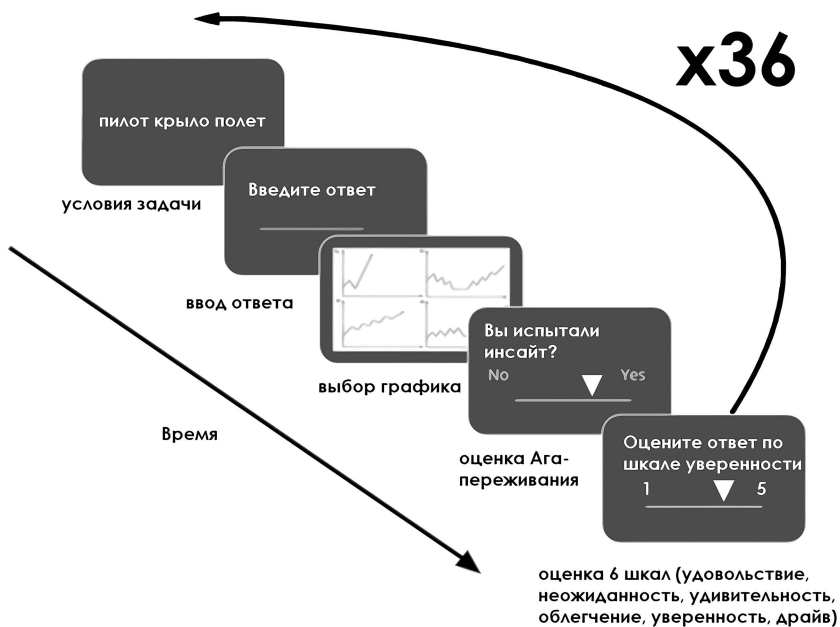 x36
пилот крыло полет
условия задачи
Введите ответ
ввод ответа
выбор графика
Вы испытали
инсайт?
No Yes
оценка Ага-
переживания
Время
Оцените ответ по
шкале уверенности
1 5
оценка 6 шкал (удовольствие,
неожиданность, удивительность,
облегчение, уверенность, драйв)